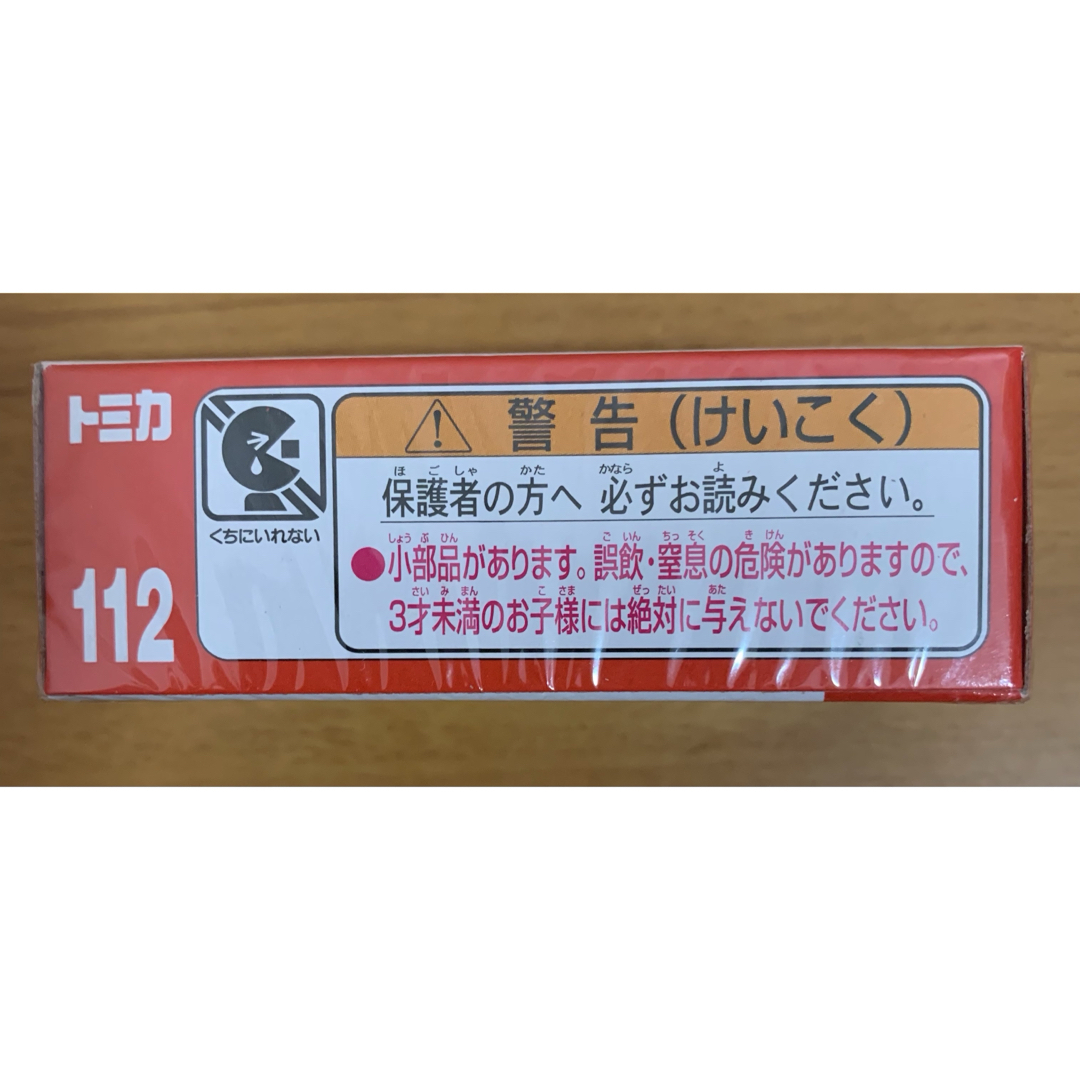 トミカ
112
くちにいれない
警告(けいこく)
ほごしゃ かた かなら よ
保護者の方へ 必ずお読みください。
しょうぶひん ごいん ちっそく きけん
●小部品があります。誤飲・窒息の危険がありますので、
さいみまん こさま ぜったい あた
3才未満のお子様には絶対に与えないでください。